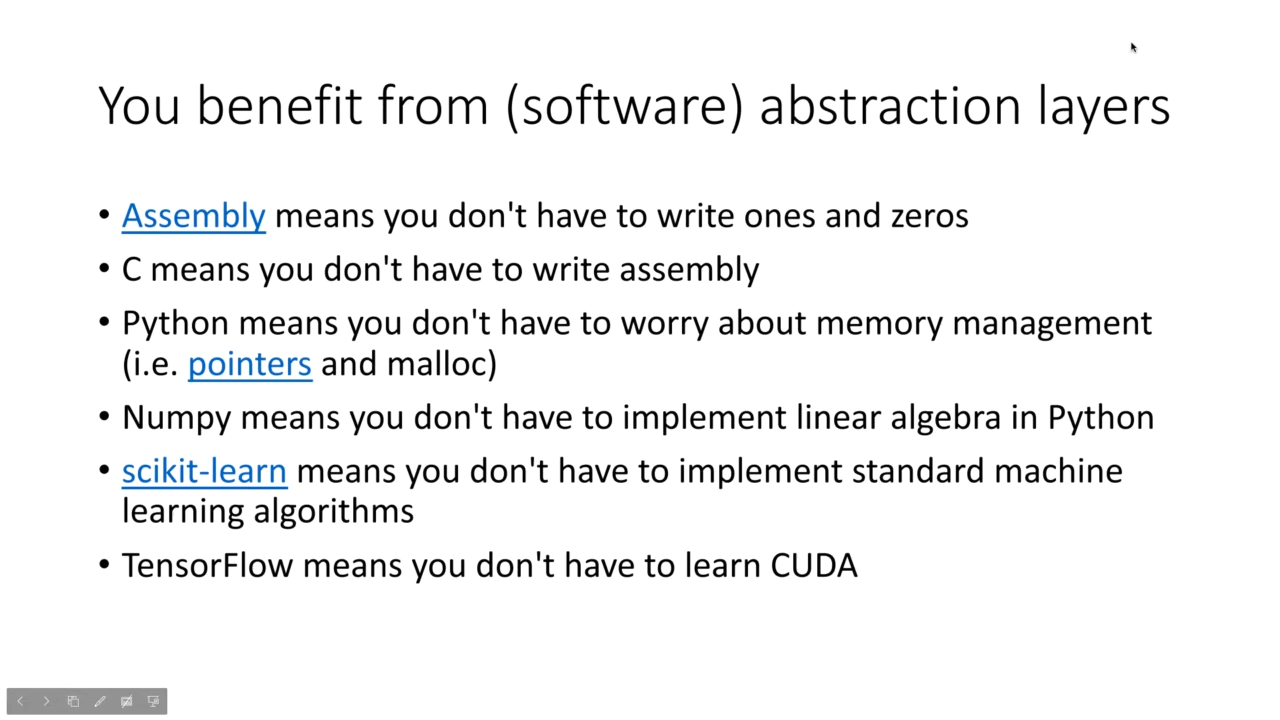 You benefit from (software) abstraction layers
• Assembly means you don't have to write ones and zeros
• C means you don't have to write assembly
• Python means you don't have to worry about memory management
(i.e. pointers and malloc)
• Numpy means you don't have to implement linear algebra in Python
• scikit-learn means you don't have to implement standard machine
learning algorithms
• TensorFlow means you don't have to learn CUDA